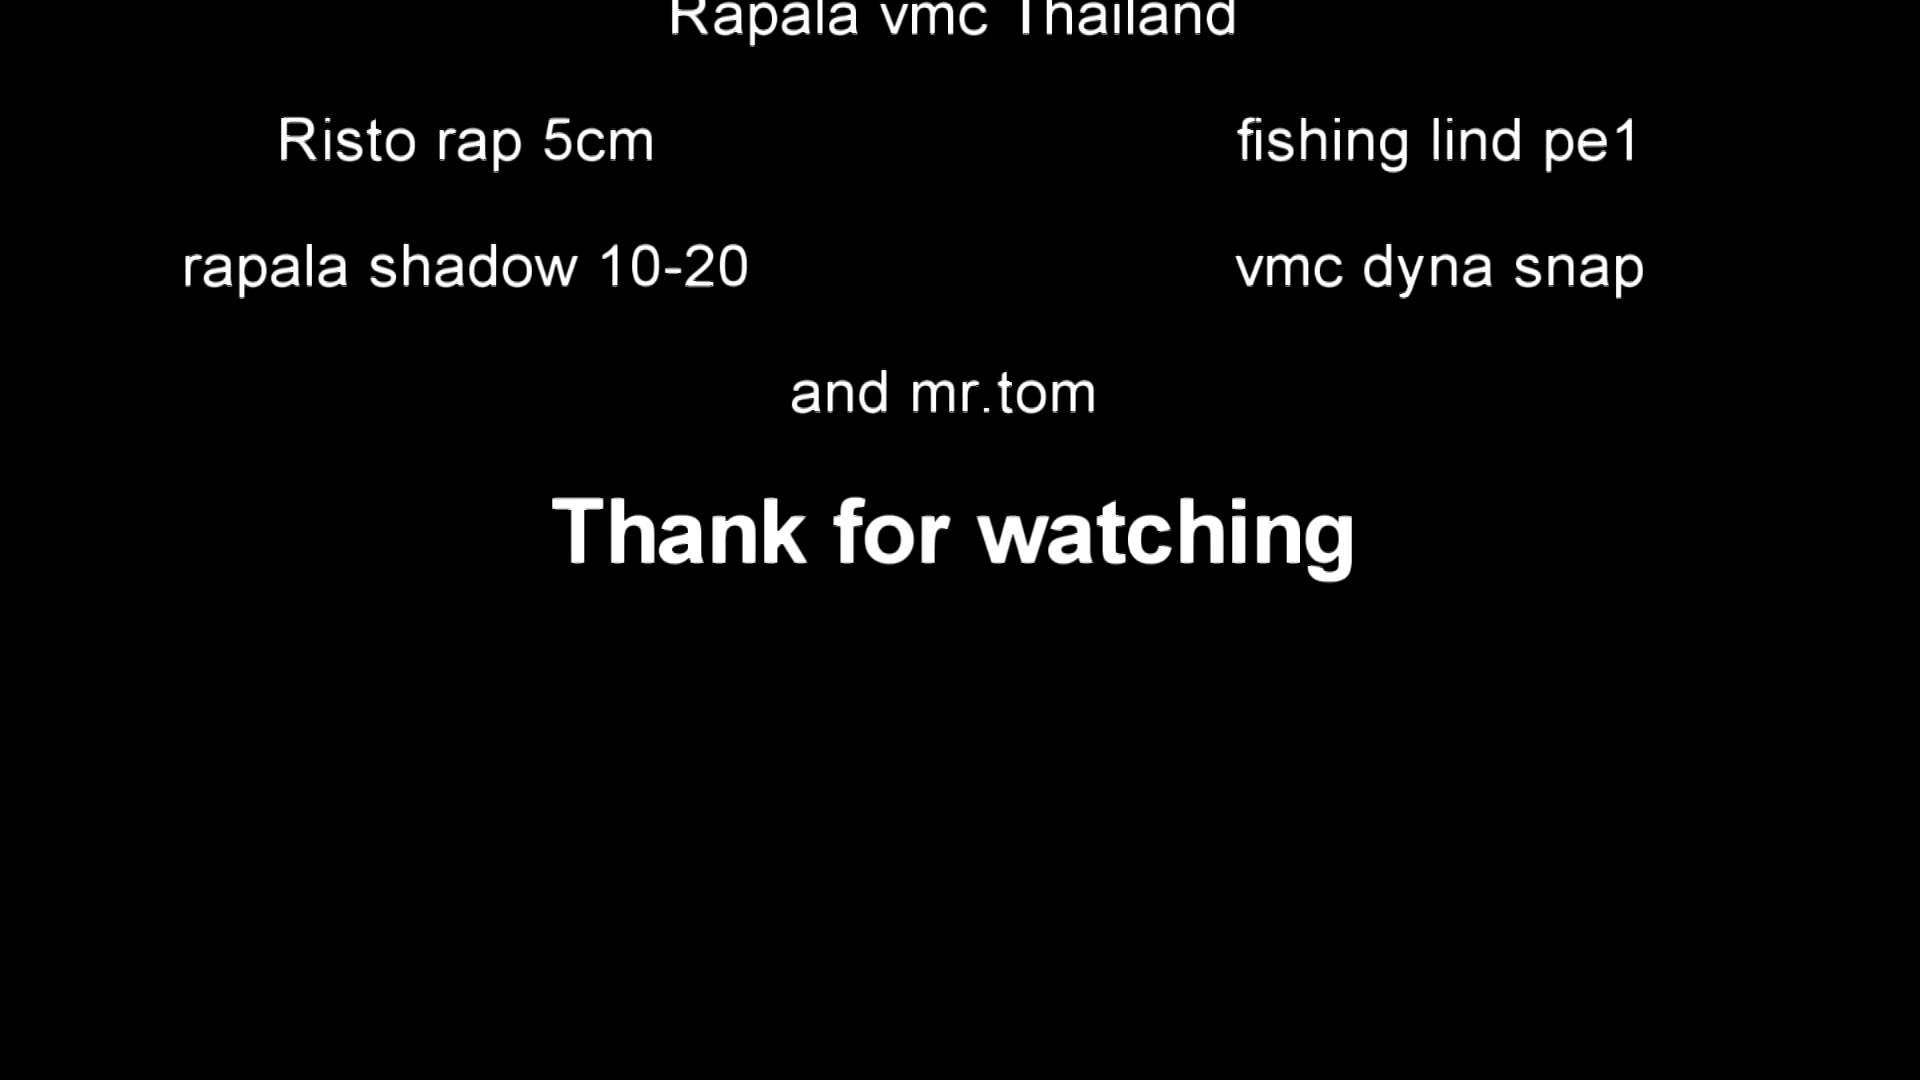 Rapala vmc Thailand
Risto rap 5cm
fishing lind pe1
rapala shadow 10-20
vmc dyna snap
and mr.tom
Thank for watching